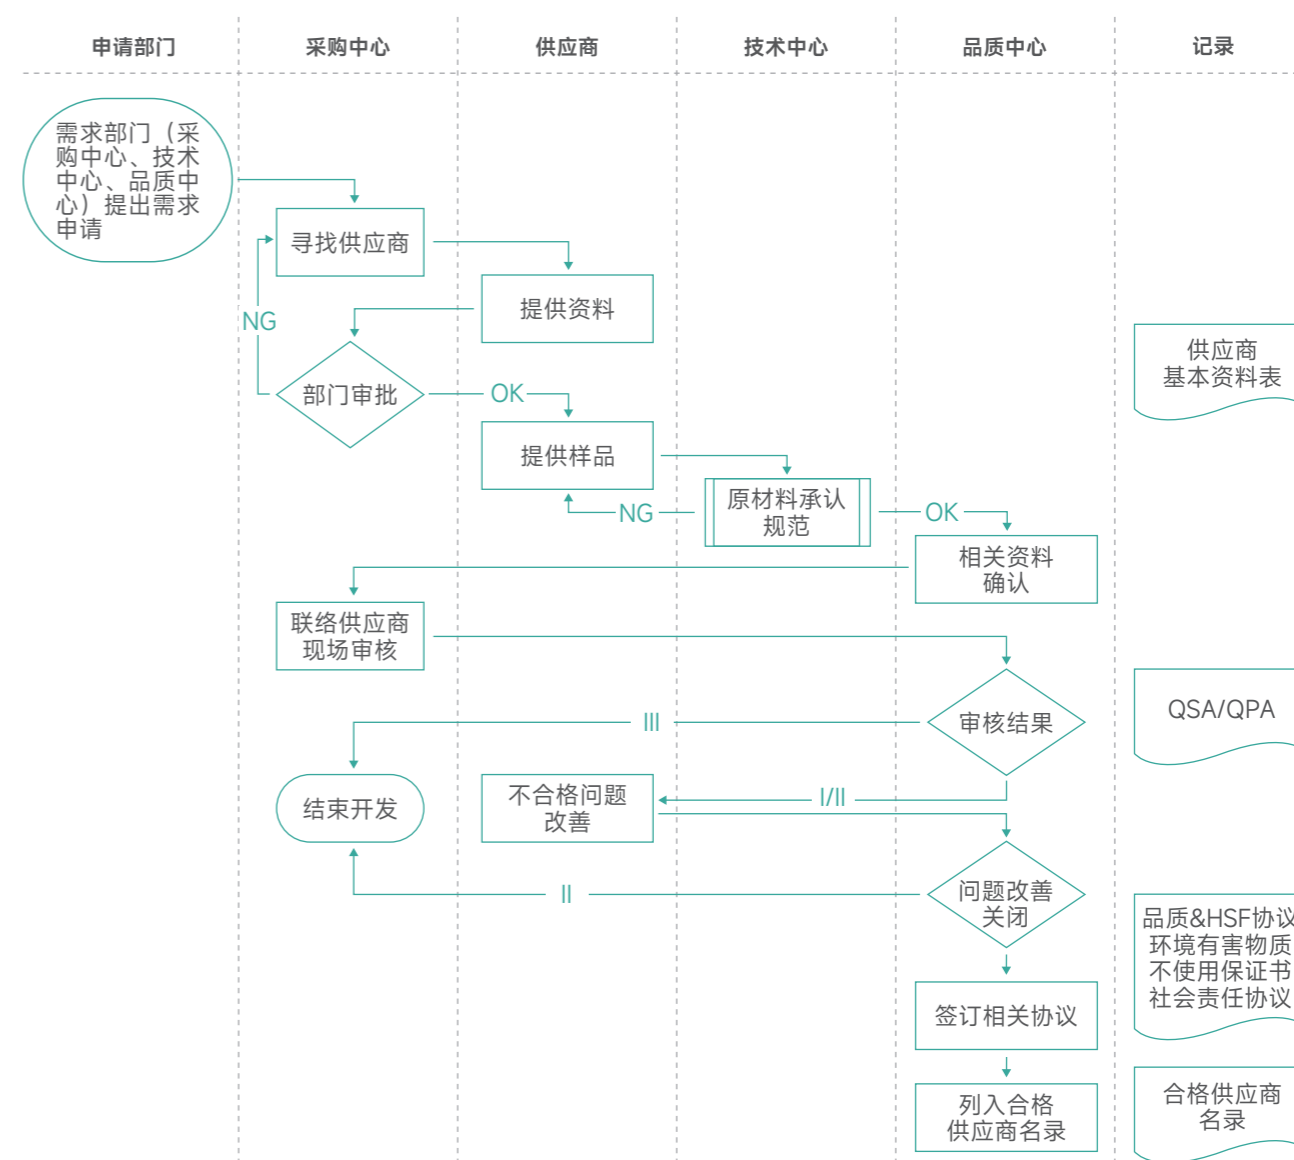 申请部门
采购中心
供应商
技术中心
品质中心
记录
需求部门（采
购中心、技术
中心、品质中
心）提出需求
申请
寻找供应商
提供资料
NG
供应商
基本资料表
部门审批
OK
提供样品
原材料承认
规范
NG
OK
相关资料
确认
联络供应商
现场审核
审核结果
QSA/QPA
III
结束开发
不合格问题
改善
I/II
问题改善
关闭
II
品质&HSF协议
环境有害物质
不使用保证书
社会责任协议
签订相关协议
列入合格
供应商名录
合格供应商
名录